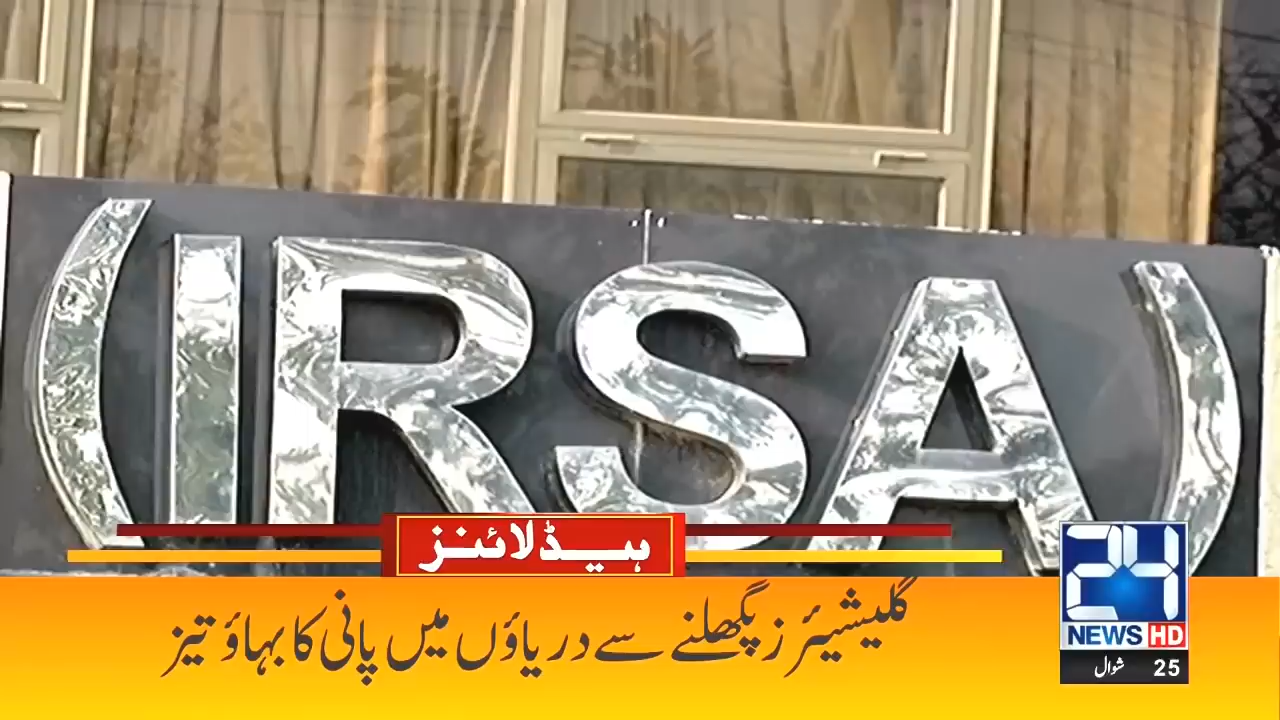 (IRSA)
ہیڈلائنز
گلیشیئرز پگھلنے سے دریاؤں میں پانی کا بہاؤ تیز
24
NEWS HD
25 شوال